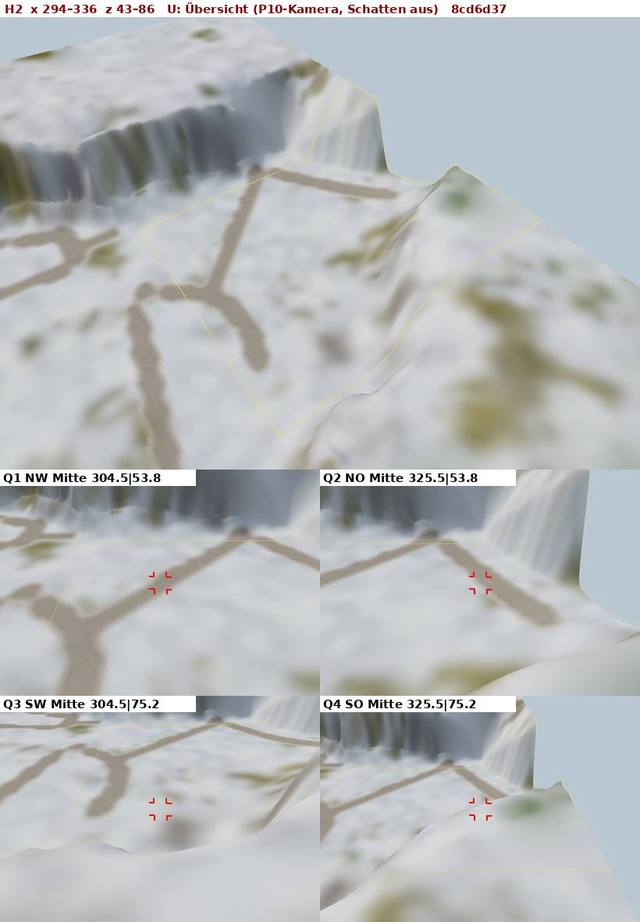 H2 x 294–336 z 43–86 U: Übersicht (P10-Kamera, Schatten aus) 8cd6d37
Q1 NW Mitte 304.5|53.8
Q2 NO Mitte 325.5|53.8
Q3 SW Mitte 304.5|75.2
Q4 SO Mitte 325.5|75.2